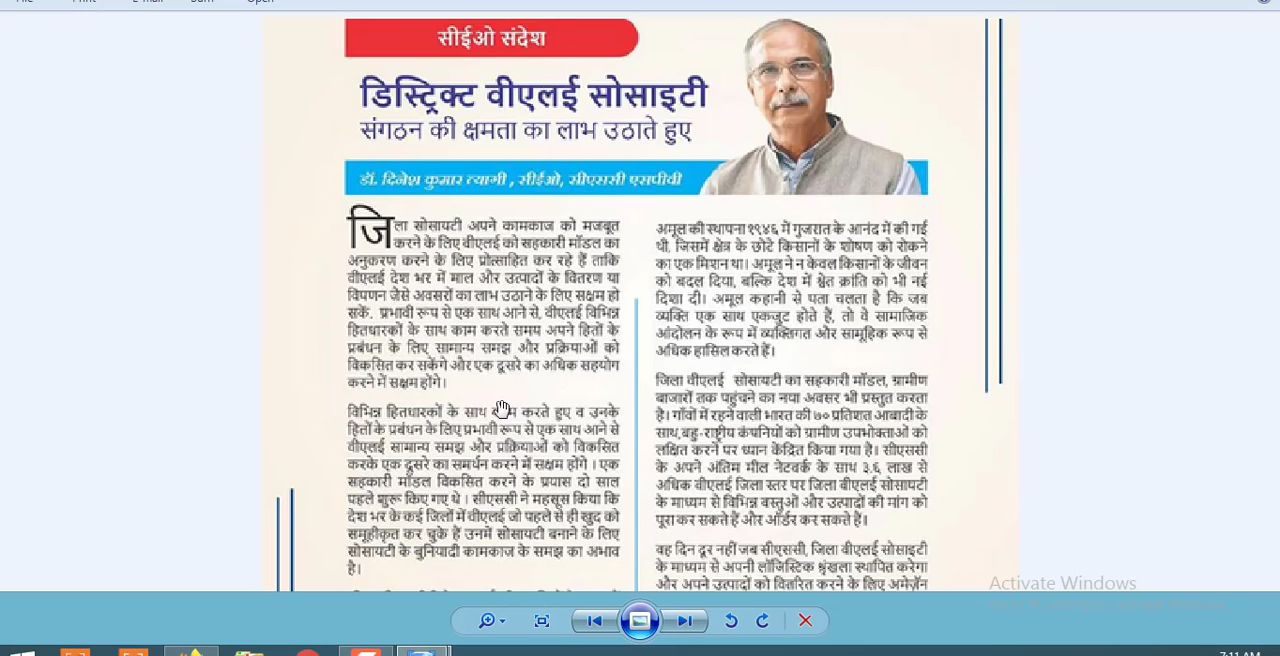 File Print E-mail Burn Open
सीईओ संदेश
डिस्ट्रिक्ट वीएलई सोसाइटी
संगठन की क्षमता का लाभ उठाते हुए
डॉ. दिनेश कुमार त्यागी , सीईओ, सीएससी एसपीवी
जिला सोसायटी अपने कामकाज को मजबूत
करने के लिए वीएलई को सहकारी मॉडल का
अनुकरण करने के लिए प्रोत्साहित कर रहे हैं ताकि
वीएलई देश भर में माल और उत्पादों के वितरण या
विपणन जैसे अवसरों का लाभ उठाने के लिए सक्षम हो
सकें. प्रभावी रूप से एक साथ आने से, वीएलई विभिन्न
हितधारकों के साथ काम करते समय अपने हितों के
प्रबंधन के लिए सामान्य समझ और प्रक्रियाओं को
विकसित कर सकेंगे और एक दूसरे का अधिक सहयोग
करने में सक्षम होंगे।
विभिन्न हितधारकों के साथ करते हुए व उनके
हितों के प्रबंधन के लिए प्रभावी रूप से एक साथ आने से
वीएलई सामान्य समझ और प्रक्रियाओं को विकसित
करके एक दूसरे का समर्थन करने में सक्षम होंगे । एक
सहकारी मॉडल विकसित करने के प्रयास दो साल
पहले शुरू किए गए थे । सीएससी ने महसूस किया कि
देश भर के कई जिलों में वीएलई जो पहले से ही खुद को
समूहीकृत कर चुके हैं उनमें सोसायटी बनाने के लिए
सोसायटी के बुनियादी कामकाज के समझ का अभाव
है।
अमूल की स्थापना १९४६ में गुजरात के आनंद में की गई
थी, जिसमें क्षेत्र के छोटे किसानों के शोषण को रोकने
का एक मिशन था। अमूल ने न केवल किसानों के जीवन
को बदल दिया, बल्कि देश में श्वेत क्रांति को भी नई
दिशा दी। अमूल कहानी से पता चलता है कि जब
व्यक्ति एक साथ एकजुट होते हैं, तो वे सामाजिक
आंदोलन के रूप में व्यक्तिगत और सामूहिक रूप से
अधिक हासिल करते हैं।
जिला वीएलई सोसायटी का सहकारी मॉडल, ग्रामीण
बाजारों तक पहुंचने का नया अवसर भी प्रस्तुत करता
है। गाँवों में रहने वाली भारत की ७० प्रतिशत आबादी के
साथ,बहु-राष्ट्रीय कंपनियों को ग्रामीण उपभोक्ताओं को
लक्षित करने पर ध्यान केंद्रित किया गया है। सीएससी
के अपने अंतिम मील नेटवर्क के साथ ३.६ लाख से
अधिक वीएलई जिला स्तर पर जिला वीएलई सोसायटी
के माध्यम से विभिन्न वस्तुओं और उत्पादों की मांग को
पूरा कर सकते हैं और ऑर्डर कर सकते हैं।
वह दिन दूर नहीं जब सीएससी, जिला वीएलई सोसाइटी
के माध्यम से अपनी लॉजिस्टिक श्रृंखला स्थापित करेगा
और अपने उत्पादों को वितरित करने के लिए अमेज़ॅन
Activate Windows
7:11 AM